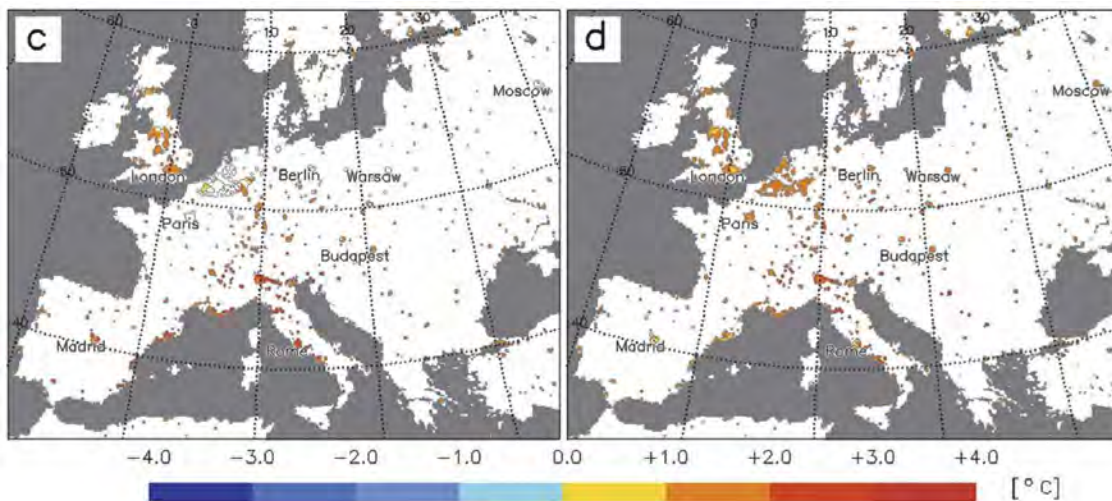 c
d
60
0
10
20
30
60
0
10
20
30
Moscow
Moscow
50
London
Berlin
Warsaw
50
London
Berlin
Warsaw
Paris
Paris
Budapest
Budapest
40
Madrid
Rome
40
Madrid
Rome
-4.0 -3.0 -2.0 -1.0 0.0 +1.0 +2.0 +3.0 +4.0
[°C]